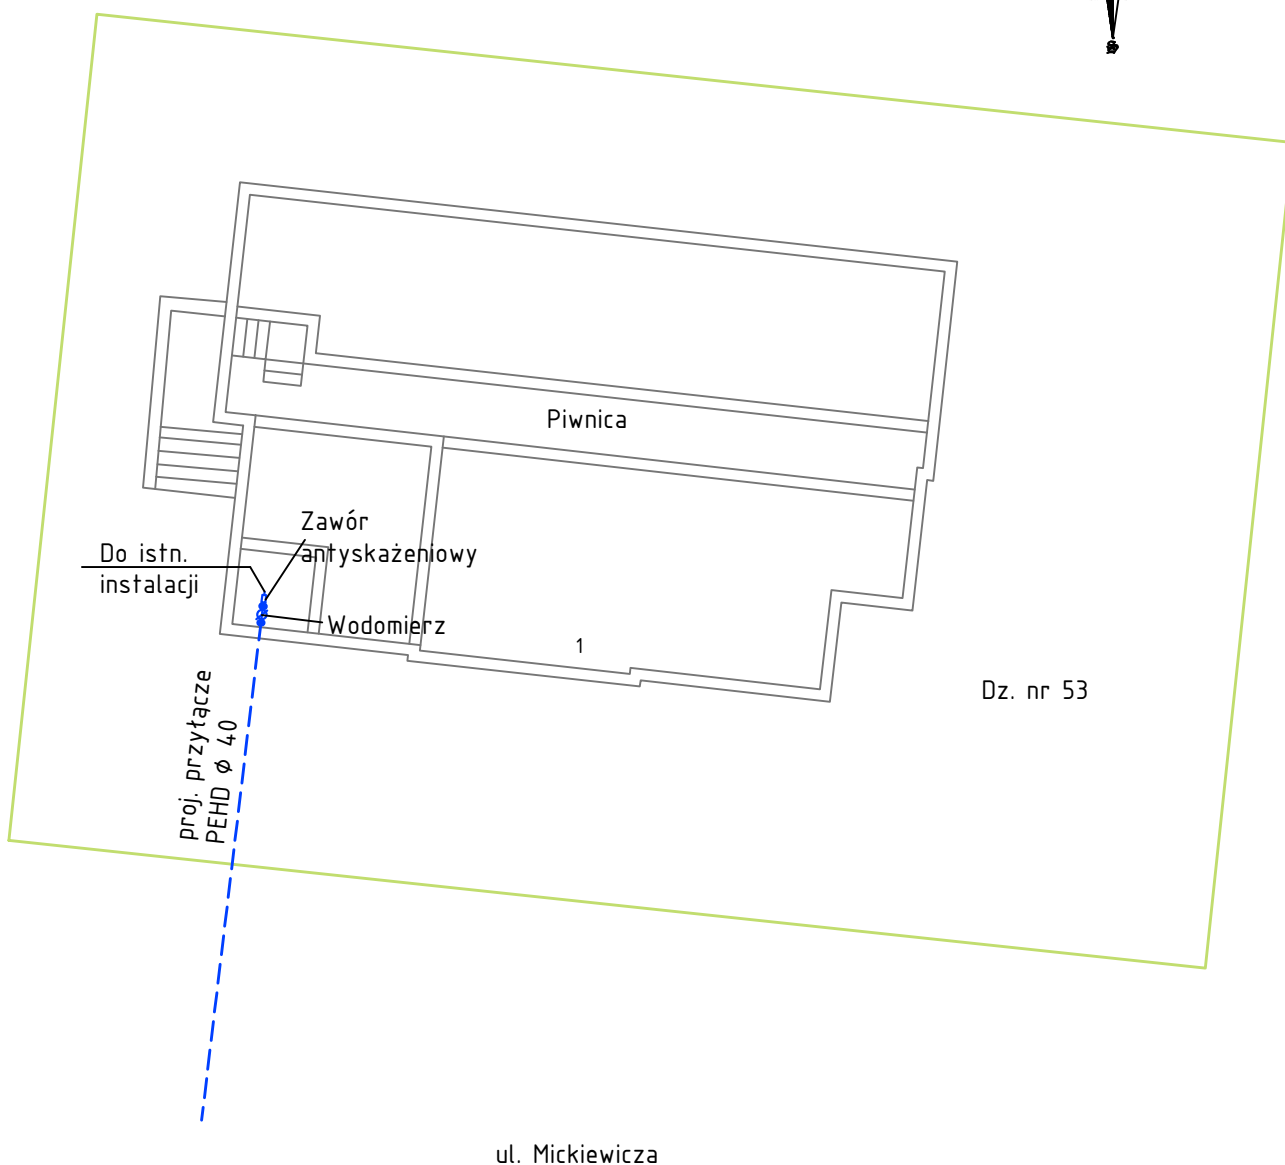 Piwnica
Zawór
antyskażeniowy
Do istn.
instalacji
Wodomierz
1
proj. przyłącze
PEHD ϕ 40
Dz. nr 53
ul. Mickiewicza